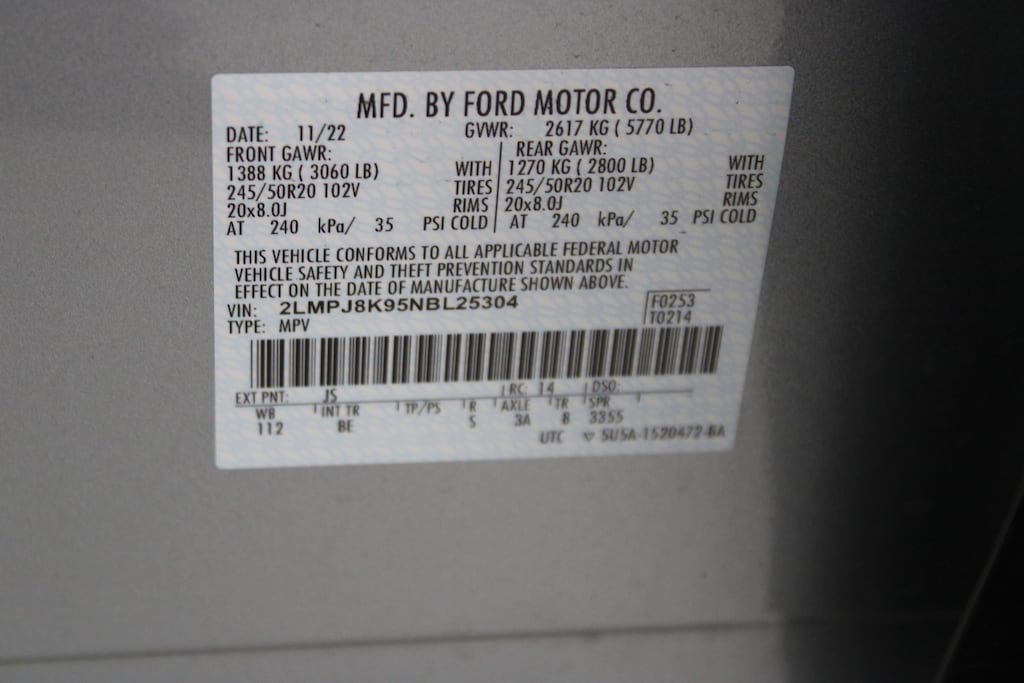 MFD. BY FORD MOTOR CO.
DATE: 11/22 GVWR: 2617 KG ( 5770 LB)
FRONT GAWR: REAR GAWR:
1388 KG ( 3060 LB) WITH 1270 KG ( 2800 LB) WITH
245/50R20 102V TIRES 245/50R20 102V TIRES
20x8.0J RIMS 20x8.0J RIMS
AT 240 kPa/ 35 PSI COLD AT 240 kPa/ 35 PSI COLD
THIS VEHICLE CONFORMS TO ALL APPLICABLE FEDERAL MOTOR
VEHICLE SAFETY AND THEFT PREVENTION STANDARDS IN
EFFECT ON THE DATE OF MANUFACTURE SHOWN ABOVE.
VIN: 2LMPJ8K95NBL25304 F0253
TYPE: MPV T0214
EXT PNT: JS RC: 14 DSO:
WB INT TR TP/PS R AXLE TR SPR
112 BE S 3A 8 3355
UTC 5U5A-1520472-BA